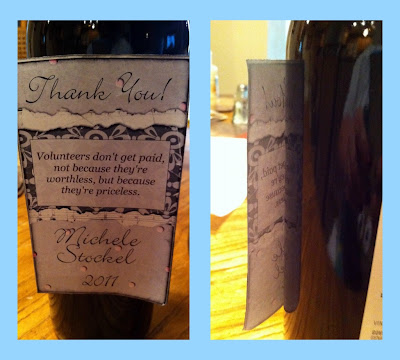 Thank You!
Volunteers don't get paid,
not because they're
worthless, but because
they're priceless.
Michele
Stockel
2011